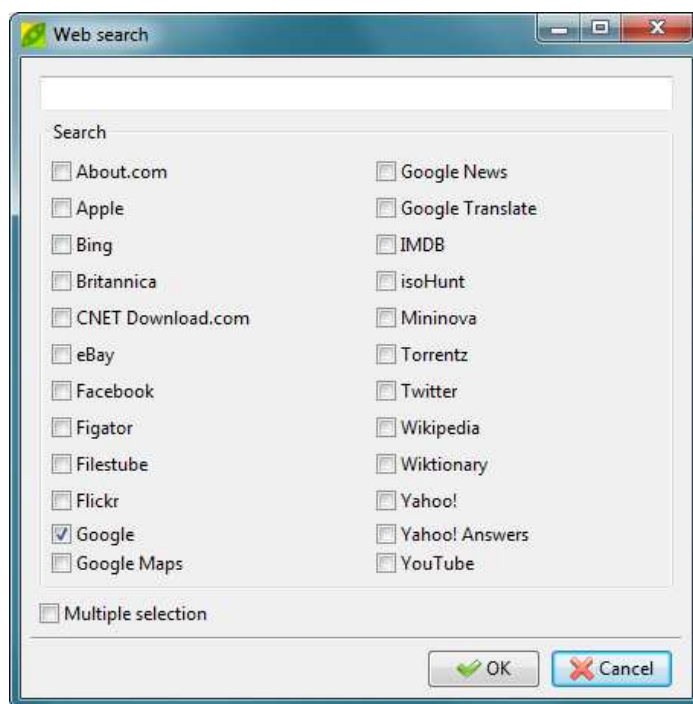 Web search
Search
About.com
Apple
Bing
Britannica
CNET Download.com
eBay
Facebook
Figator
Filestube
Flickr
Google
Google Maps
Google News
Google Translate
IMDB
isoHunt
Mininova
Torrentz
Twitter
Wikipedia
Wiktionary
Yahoo!
Yahoo! Answers
YouTube
Multiple selection
OK
Cancel